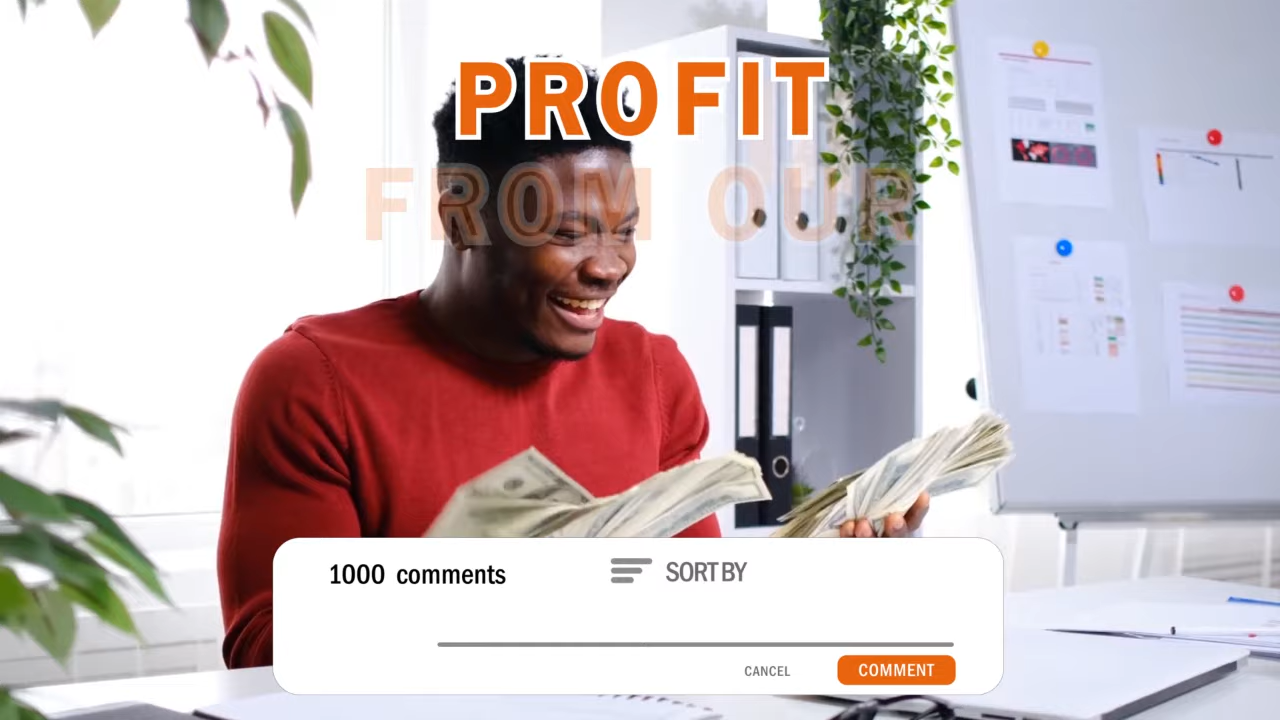 PROFIT
FROM OUR
1000 comments
SORT BY
CANCEL
COMMENT